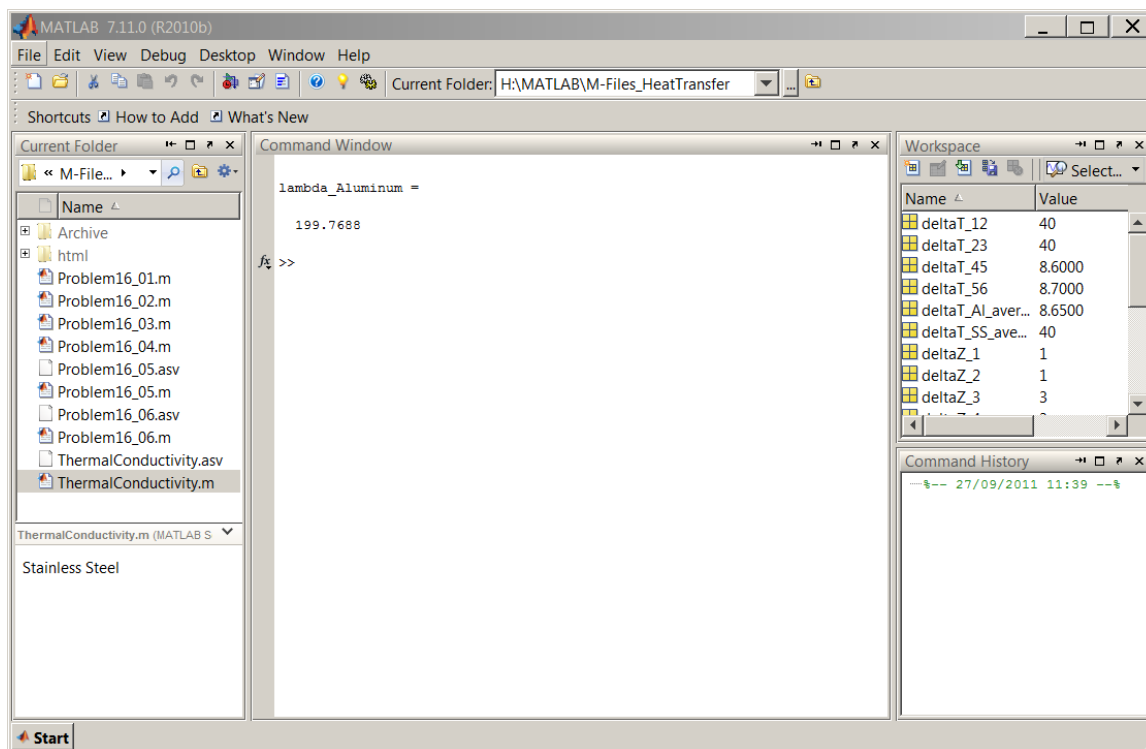 MATLAB 7.11.0 (R2010b)
File Edit View Debug Desktop Window Help
Current Folder: H:\MATLAB\M-Files_HeatTransfer ...
Shortcuts How to Add What's New
Current Folder
« M-File...
Name
Archive
html
Problem16_01.m
Problem16_02.m
Problem16_03.m
Problem16_04.m
Problem16_05.asv
Problem16_05.m
Problem16_06.asv
Problem16_06.m
ThermalConductivity.asv
ThermalConductivity.m
ThermalConductivity.m (MATLAB S
Stainless Steel
Command Window
lambda_Aluminum =
199.7688
fx >>
Workspace
Select...
Name Value
deltaT_12 40
deltaT_23 40
deltaT_45 8.6000
deltaT_56 8.7000
deltaT_Al_aver... 8.6500
deltaT_SS_ave... 40
deltaZ_1 1
deltaZ_2 1
deltaZ_3 3
Command History
%-- 27/09/2011 11:39 --%
Start